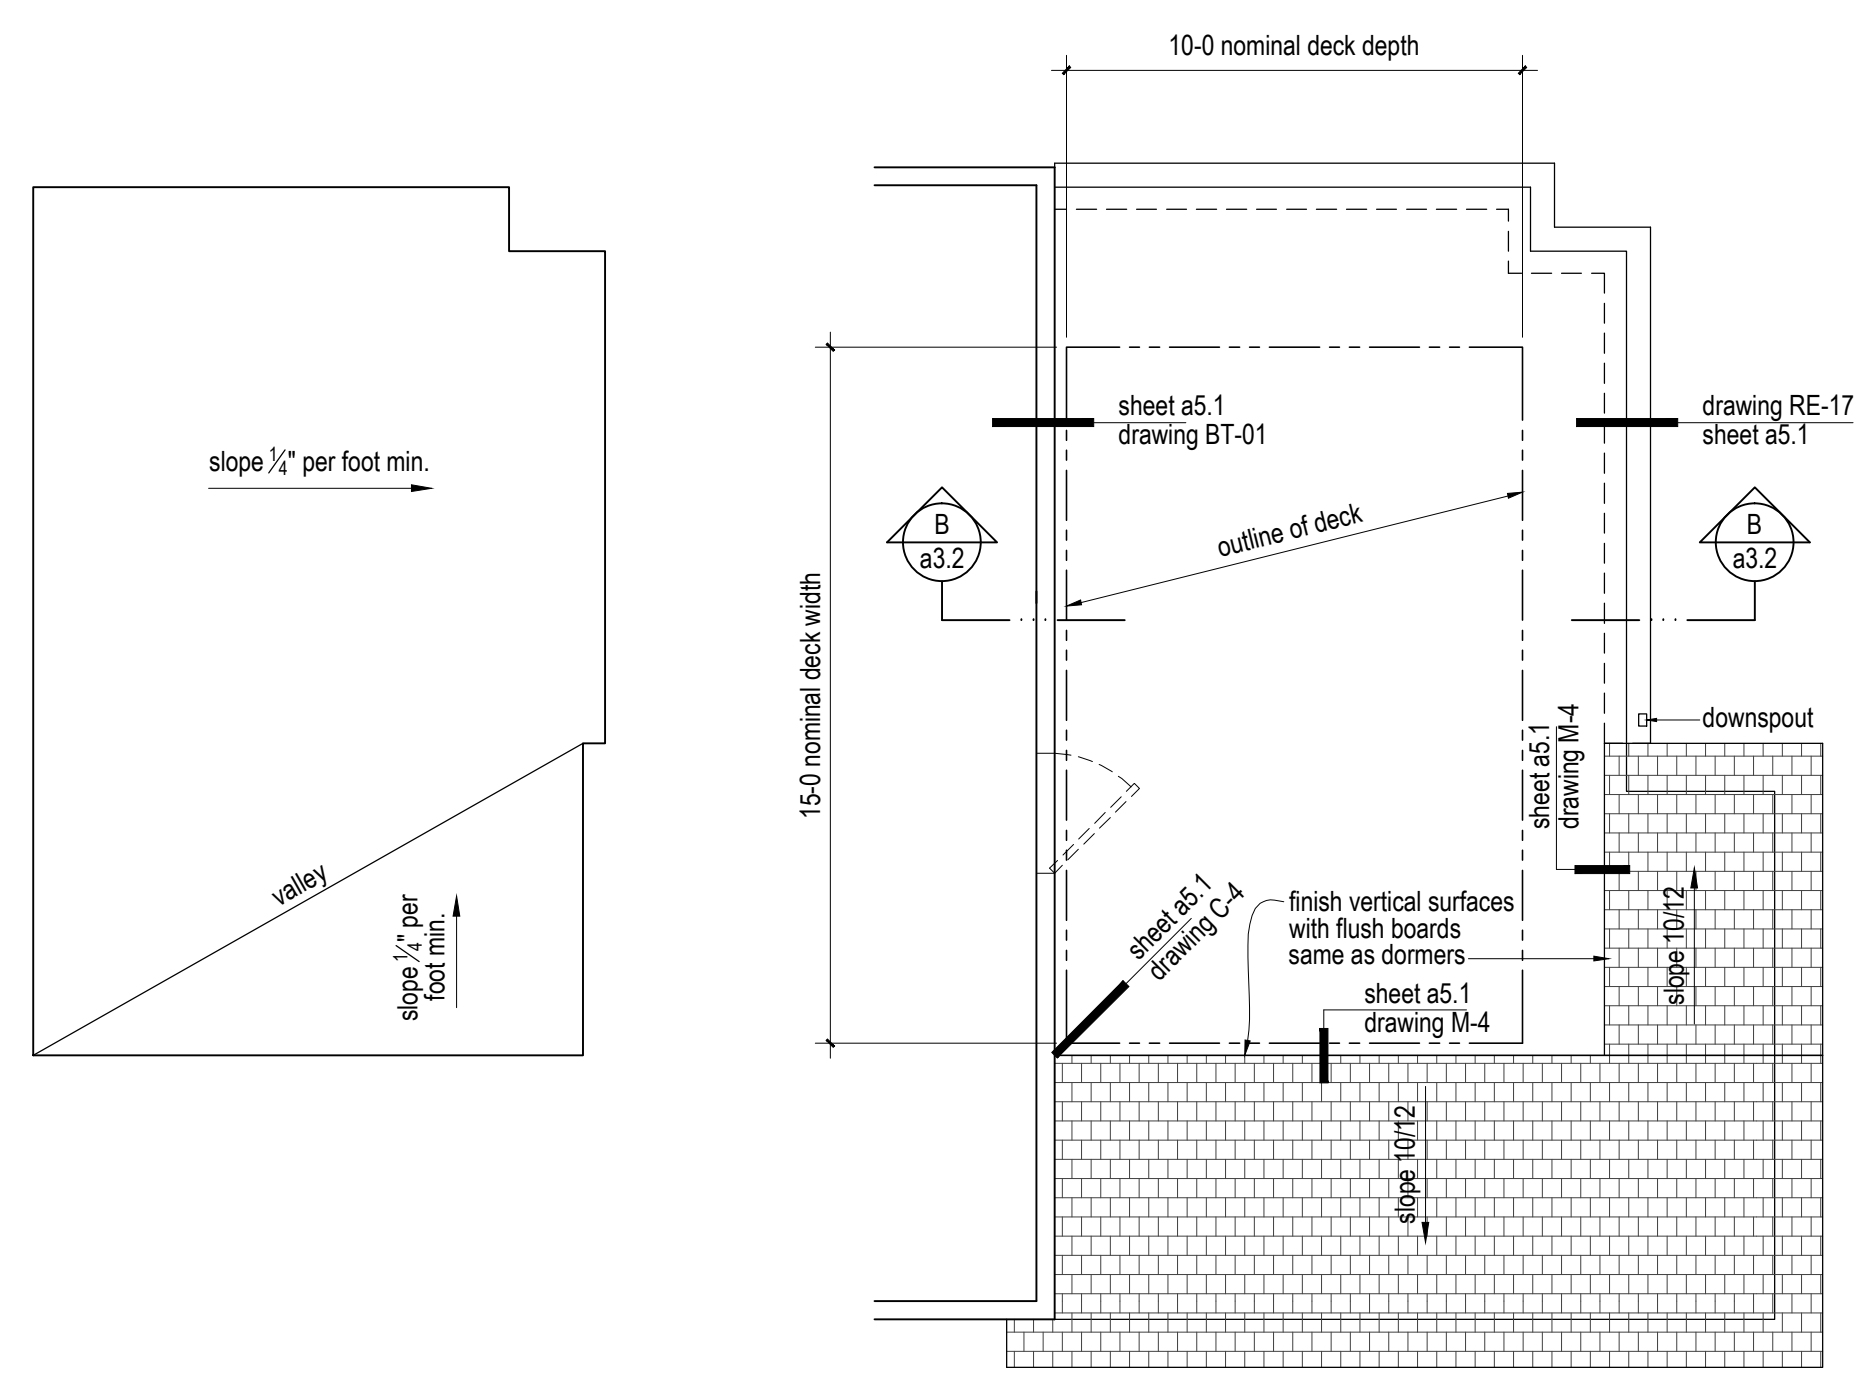 10-0 nominal deck depth
slope 1/4" per foot min.
valley
slope 1/4" per
foot min.
15-0 nominal deck width
sheet a5.1
drawing BT-01
drawing RE-17
sheet a5.1
B
a3.2
outline of deck
B
a3.2
downspout
sheet a5.1
drawing M-4
sheet a5.1
drawing C-4
finish vertical surfaces
with flush boards
same as dormers
sheet a5.1
drawing M-4
slope 10/12
slope 10/12